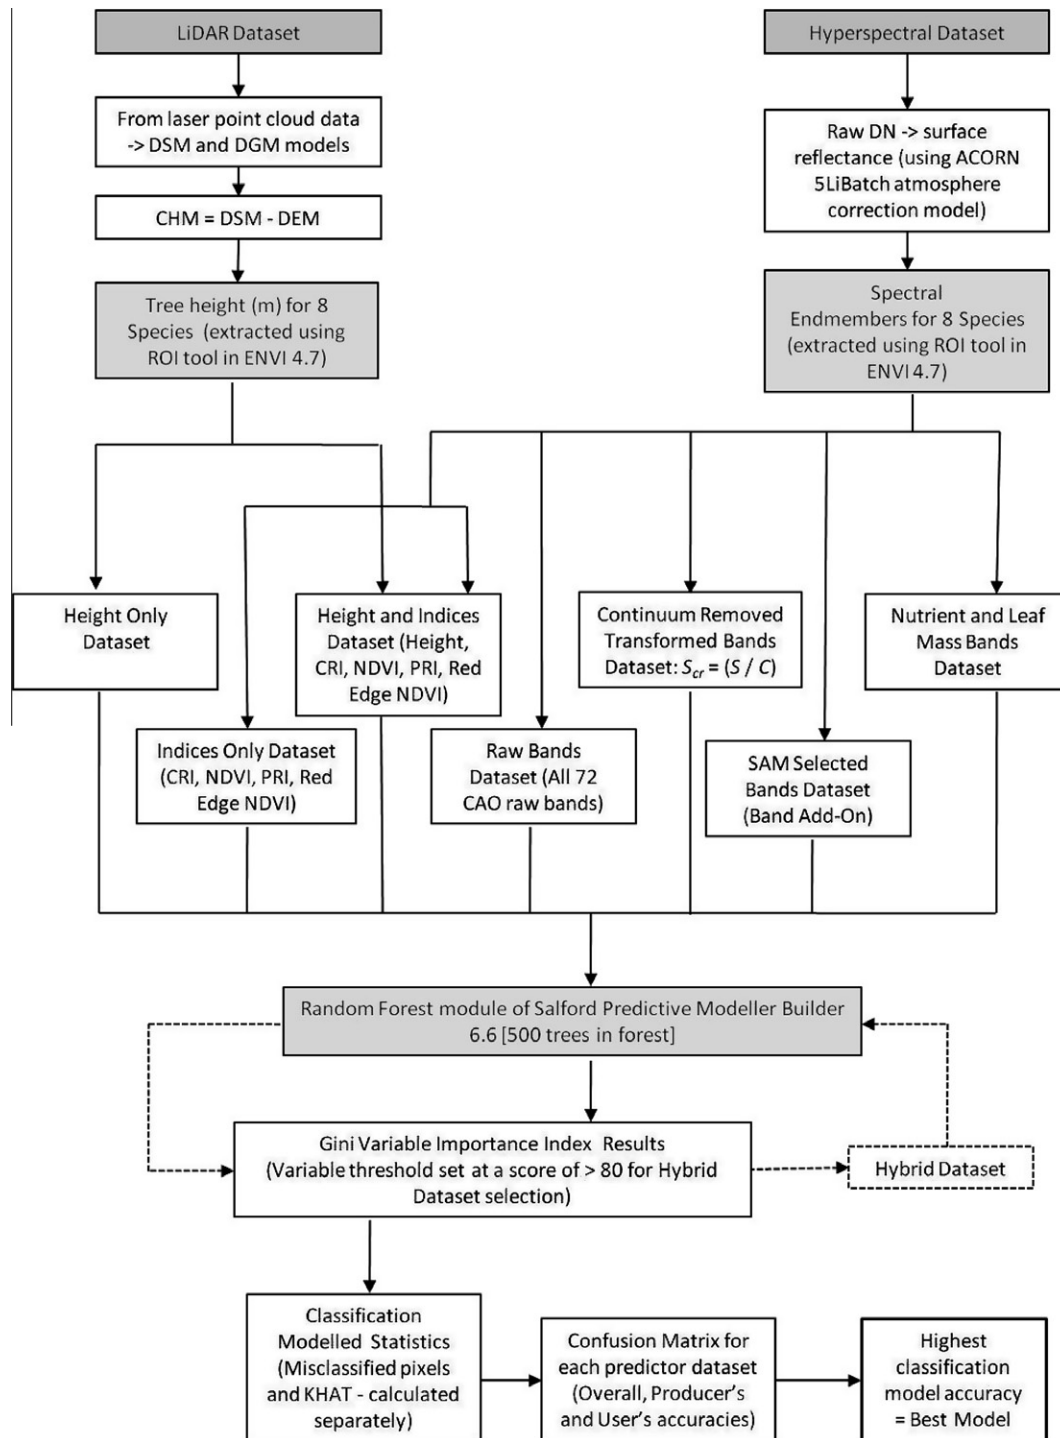 LiDAR Dataset
Hyperspectral Dataset
From laser point cloud data
-> DSM and DGM models
Raw DN -> surface
reflectance (using ACORN
5LiBatch atmosphere
correction model)
CHM = DSM - DEM
Tree height (m) for 8
Species (extracted using
ROI tool in ENVI 4.7)
Spectral
Endmembers for 8 Species
(extracted using ROI tool in
ENVI 4.7)
Height Only
Dataset
Height and Indices
Dataset (Height,
CRI, NDVI, PRI, Red
Edge NDVI)
Continuum Removed
Transformed Bands
Dataset: Scr = (S / C)
Nutrient and Leaf
Mass Bands
Dataset
Indices Only Dataset
(CRI, NDVI, PRI, Red
Edge NDVI)
Raw Bands
Dataset (All 72
CAO raw bands)
SAM Selected
Bands Dataset
(Band Add-On)
Random Forest module of Salford Predictive Modeller Builder
6.6 [500 trees in forest]
Gini Variable Importance Index Results
(Variable threshold set at a score of > 80 for Hybrid
Dataset selection)
Hybrid Dataset
Classification
Modelled Statistics
(Misclassified pixels
and KHAT - calculated
separately)
Confusion Matrix for
each predictor dataset
(Overall, Producer's
and User's accuracies)
Highest
classification
model accuracy
= Best Model